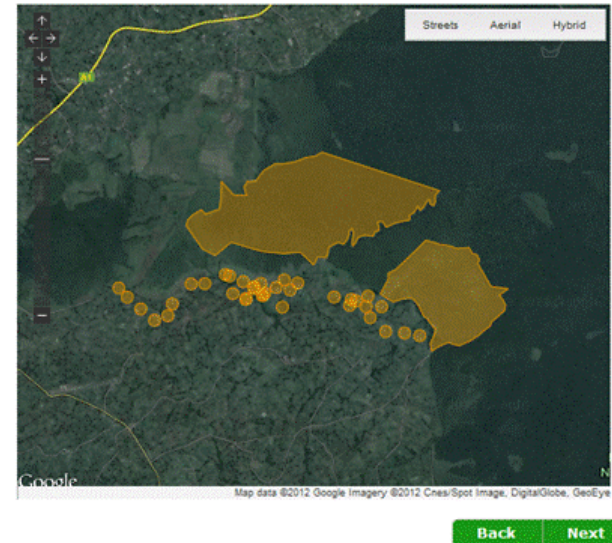 Streets Aerial Hybrid
A1
Google
N
Map data ©2012 Google Imagery ©2012 Cnes/Spot Image, DigitalGlobe, GeoEye
Back Next